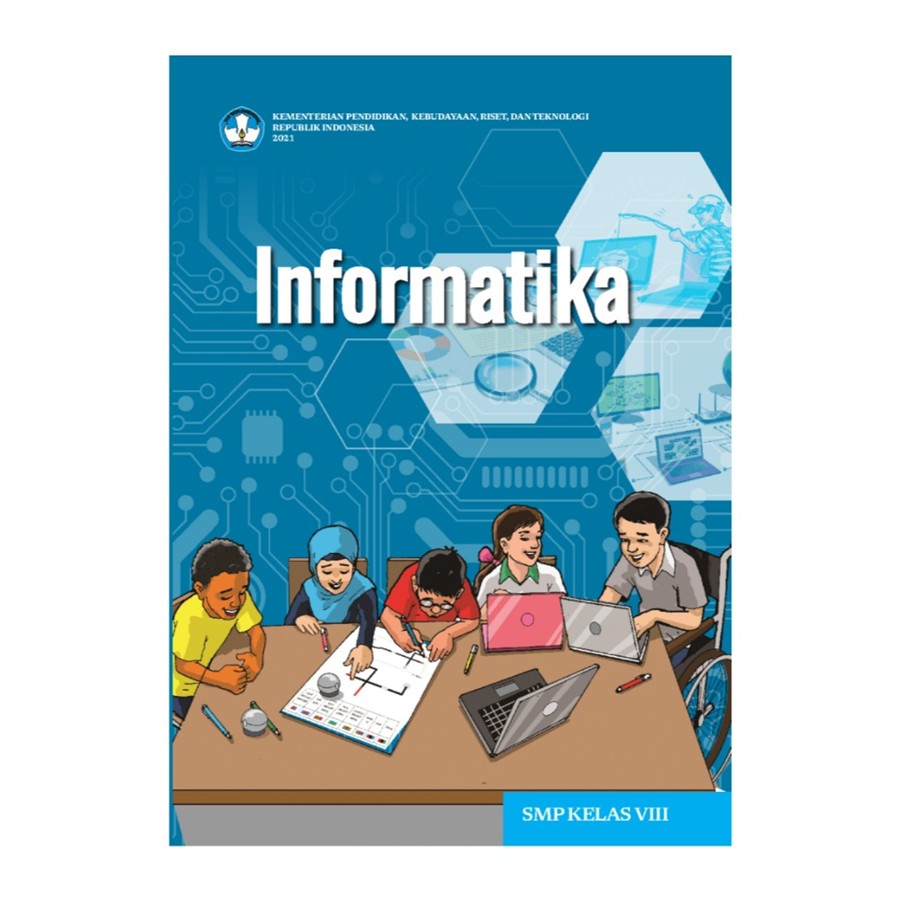 KEMENTERIAN PENDIDIKAN, KEBUDAYAAN, RISET, DAN TEKNOLOGI
REPUBLIK INDONESIA
2021
Informatika
SMP KELAS VIII